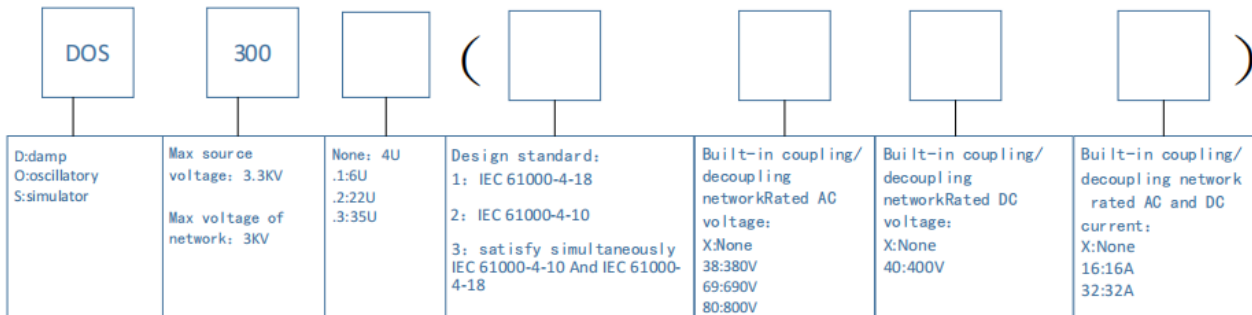 DOS
300
(
)
D:damp
O:oscillatory
S:simulator
Max source
voltage: 3.3KV
Max voltage of
network: 3KV
None: 4U
.1:6U
.2:22U
.3:35U
Design standard:
1: IEC 61000-4-18
2: IEC 61000-4-10
3: satisfy simultaneously
IEC 61000-4-10 And IEC 61000-
4-18
Built-in coupling/
decoupling
networkRated AC
voltage:
X:None
38:380V
69:690V
80:800V
Built-in coupling/
decoupling
networkRated DC
voltage:
X:None
40:400V
Built-in coupling/
decoupling network
rated AC and DC
current:
X:None
16:16A
32:32A